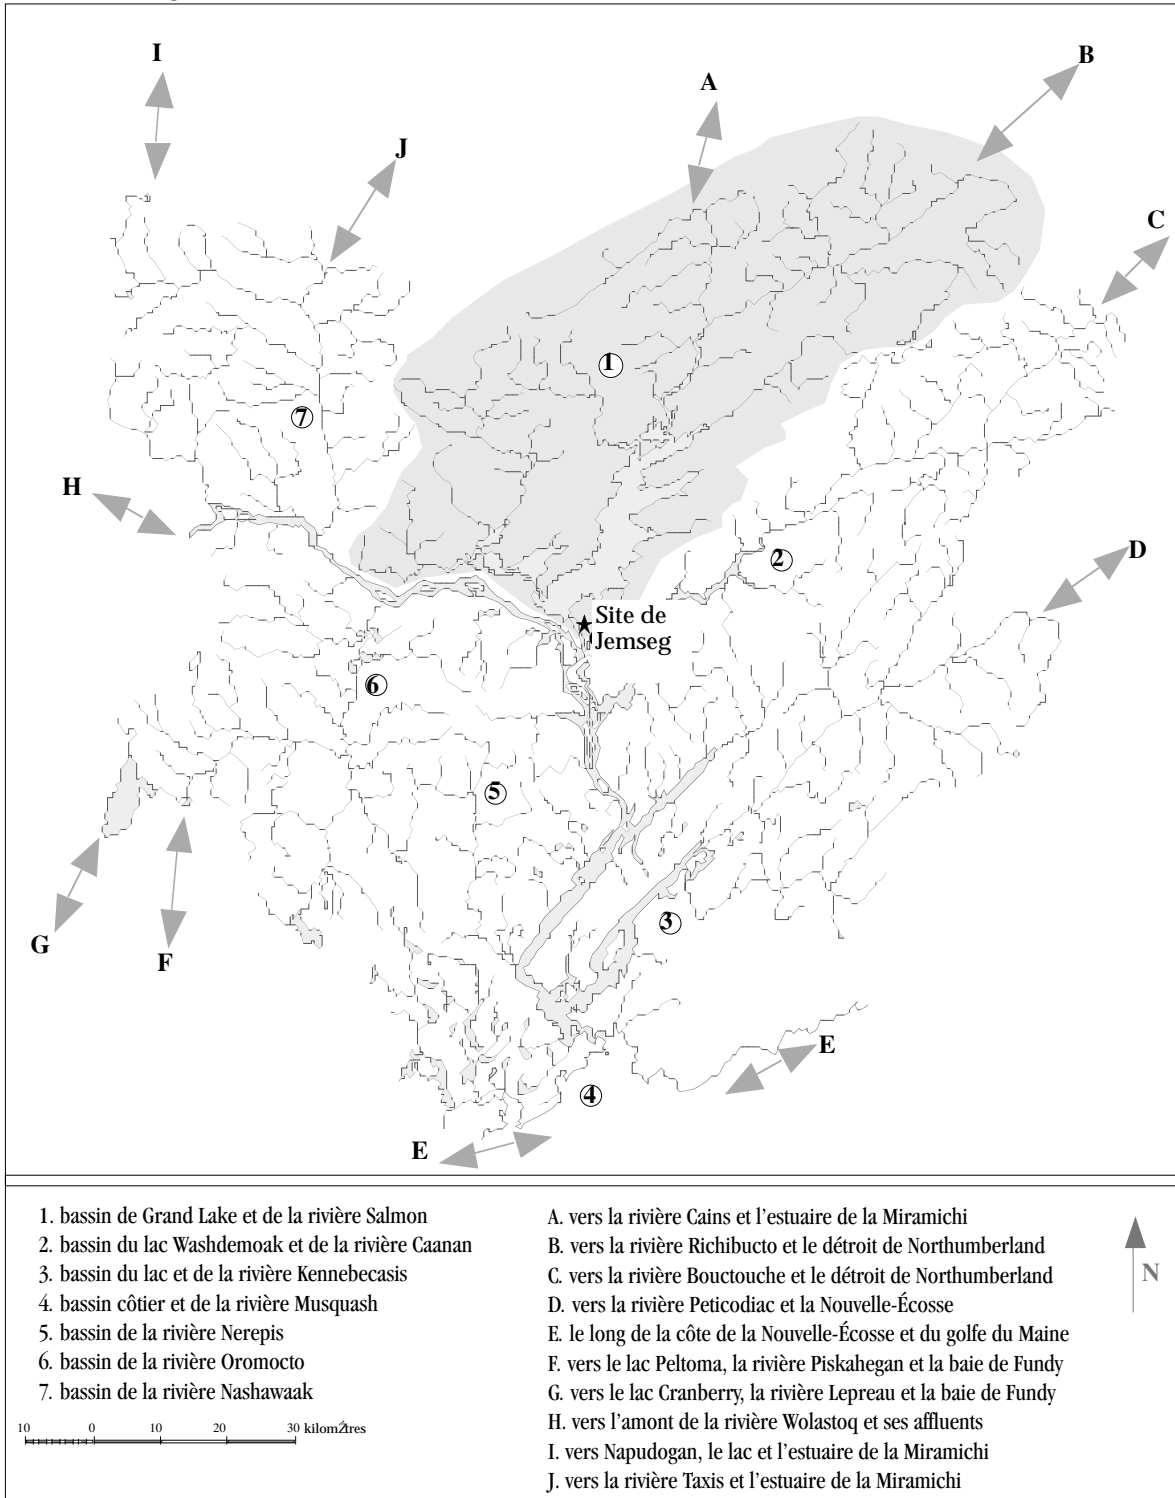 I
A
B
J
C
1
7
H
2
D
Site de
Jemseg
6
5
3
G
F
E
4
E
1. bassin de Grand Lake et de la rivière Salmon
2. bassin du lac Washdemoak et de la rivière Caanan
3. bassin du lac et de la rivière Kennebecasis
4. bassin côtier et de la rivière Musquash
5. bassin de la rivière Nerepis
6. bassin de la rivière Oromocto
7. bassin de la rivière Nashawaak
10 0 10 20 30 kilomŽtres
A. vers la rivière Cains et l'estuaire de la Miramichi
B. vers la rivière Richibucto et le détroit de Northumberland
C. vers la rivière Bouctouche et le détroit de Northumberland
D. vers la rivière Peticodiac et la Nouvelle-Écosse
E. le long de la côte de la Nouvelle-Écosse et du golfe du Maine
F. vers le lac Peltoma, la rivière Piskahegan et la baie de Fundy
G. vers le lac Cranberry, la rivière Lepreau et la baie de Fundy
H. vers l'amont de la rivière Wolastoq et ses affluents
I. vers Napudogan, le lac et l'estuaire de la Miramichi
J. vers la rivière Taxis et l'estuaire de la Miramichi
N